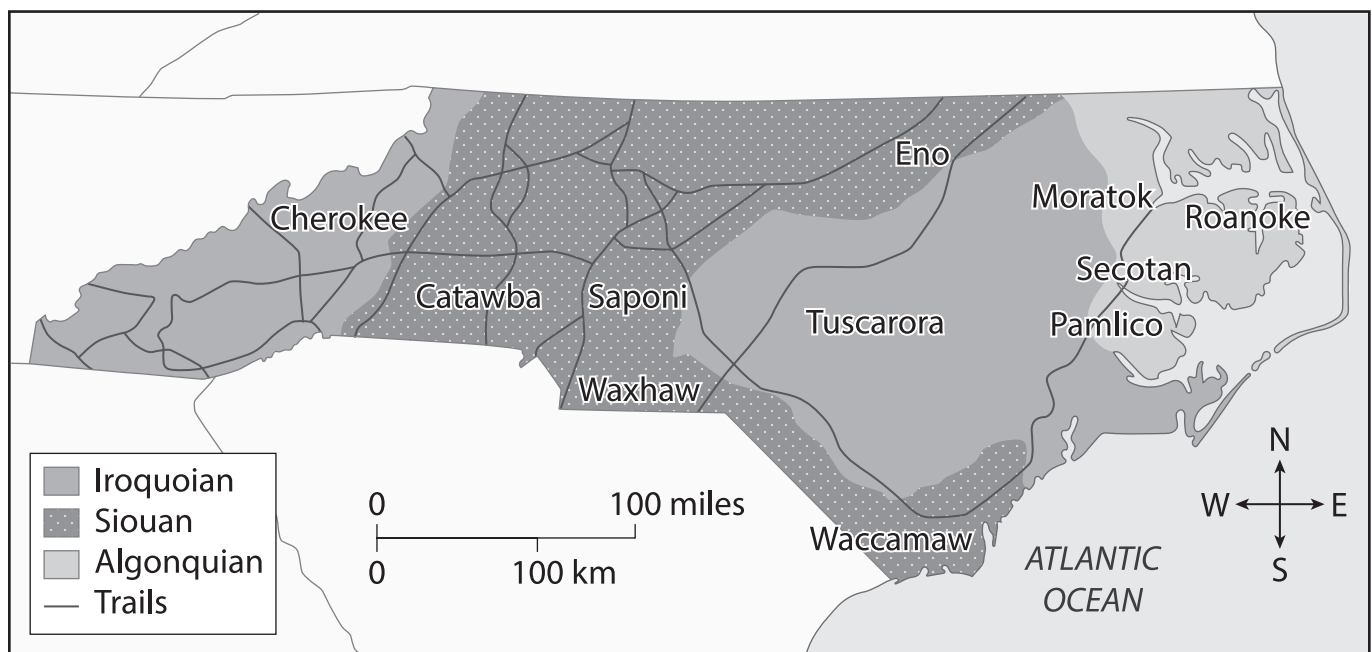 Eno
Moratok
Cherokee
Roanoke
Secotan
Catawba
Saponi
Tuscarora
Pamlico
Waxhaw
Waccamaw
Iroquoian
Siouan
Algonquian
Trails
0 100 miles
0 100 km
N
W E
S
ATLANTIC
OCEAN